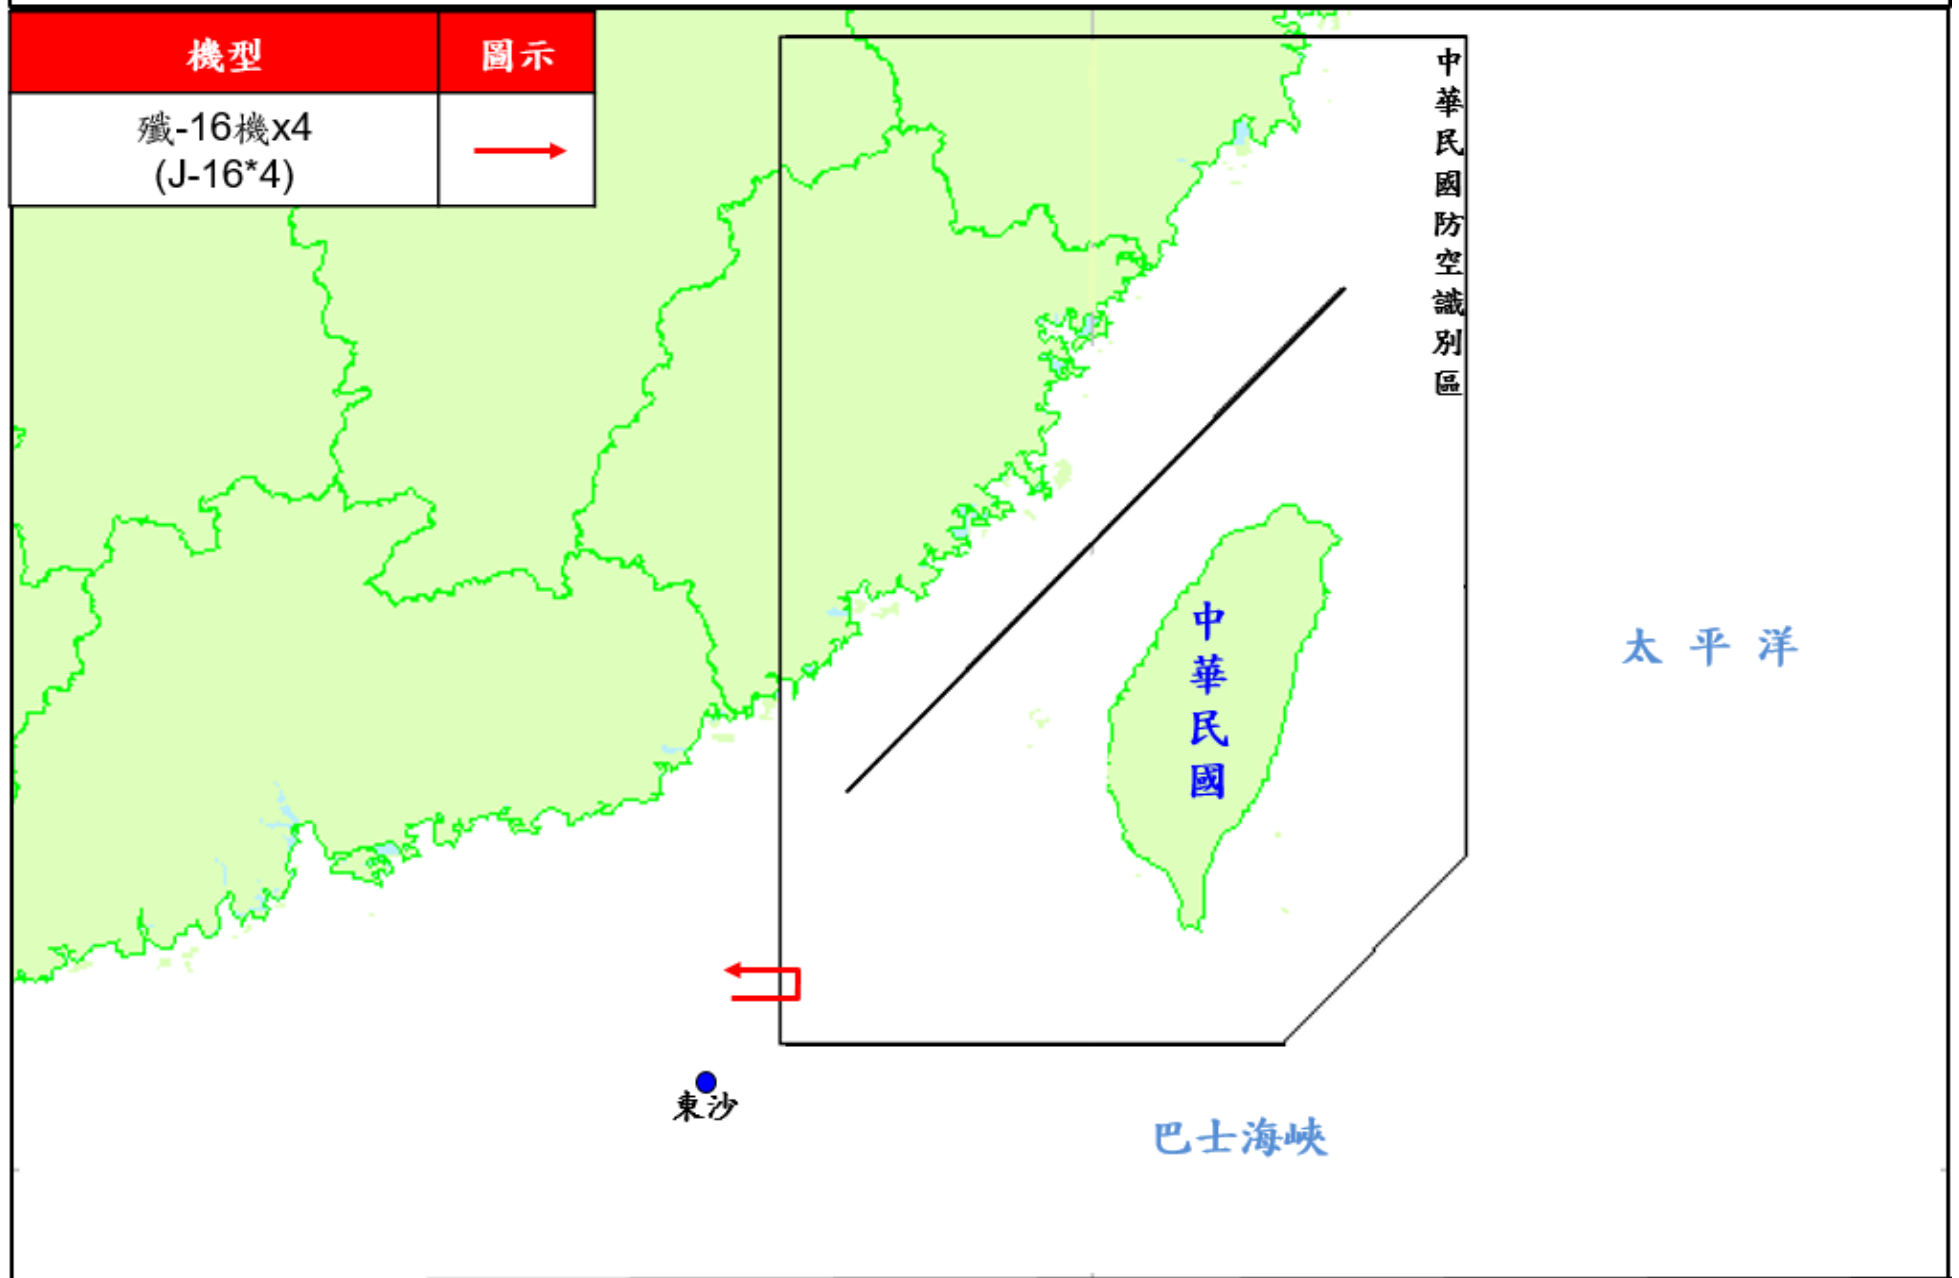 機型 圖示
殲-16機x4
(J-16*4)
中華民國防空識別區
中華民國
太平洋
東沙
巴士海峽